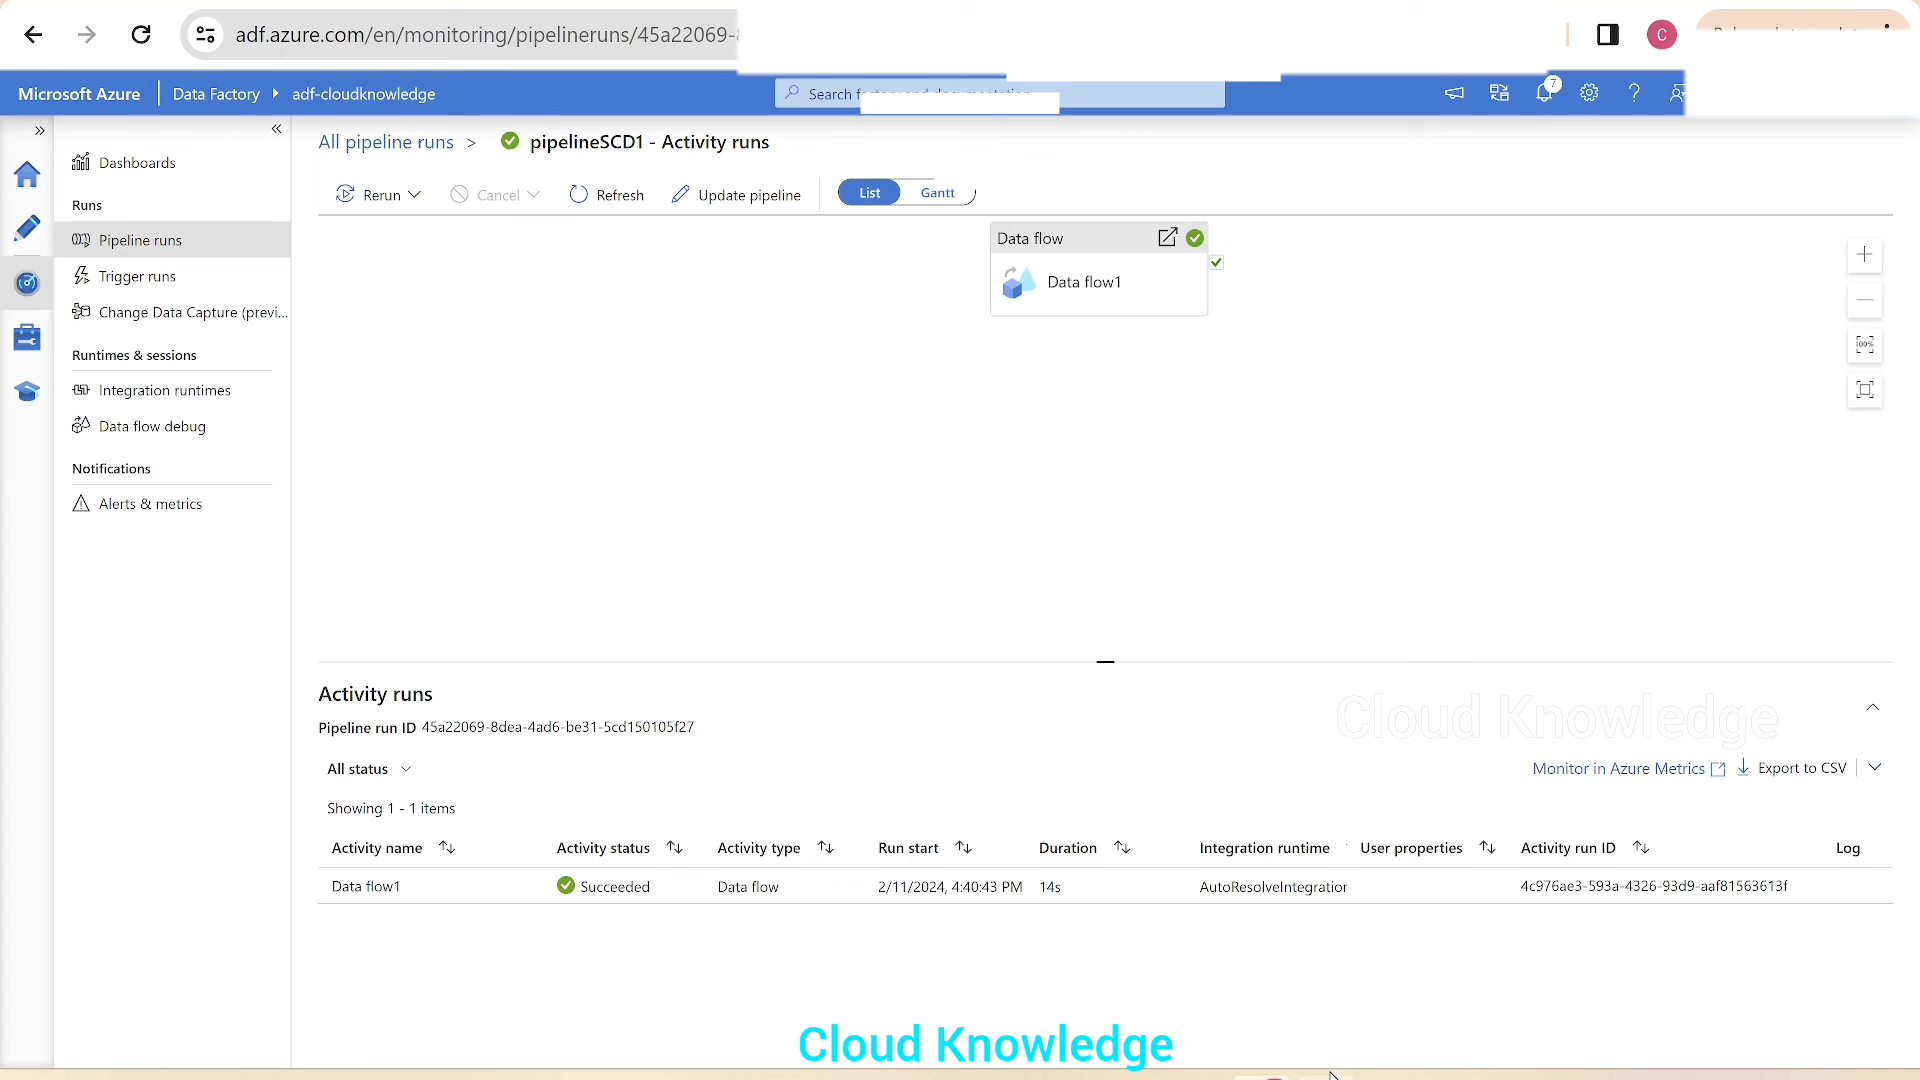 adf.azure.com/en/monitoring/pipelineruns/45a22069-
C
Microsoft Azure
Data Factory
adf-cloudknowledge
Search
7
All pipeline runs > pipelineSCD1 - Activity runs
Dashboards
Runs
Pipeline runs
Trigger runs
Change Data Capture (previ...
Runtimes & sessions
Integration runtimes
Data flow debug
Notifications
Alerts & metrics
Rerun
Cancel
Refresh
Update pipeline
List
Gantt
Data flow
Data flow1
100%
Activity runs
Pipeline run ID 45a22069-8dea-4ad6-be31-5cd150105f27
Cloud Knowledge
All status
Monitor in Azure Metrics
Export to CSV
Showing 1 - 1 items
Activity name Activity status Activity type Run start Duration Integration runtime User properties Activity run ID Log
Data flow1 Succeeded Data flow 2/11/2024, 4:40:43 PM 14s AutoResolveIntegration 4c976ae3-593a-4326-93d9-aaf81563613f
Cloud Knowledge